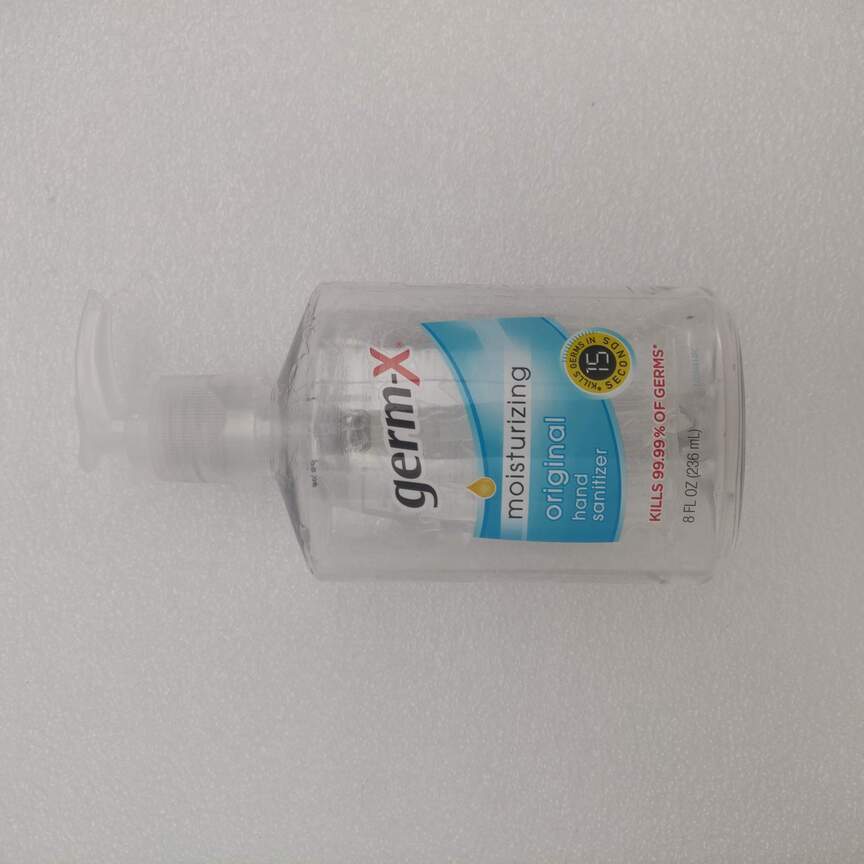 germ-X®
moisturizing
original
hand
sanitizer
*KILLS GERMS IN
15
SECONDS
KILLS 99.99% OF GERMS*
8 FL OZ (236 mL)